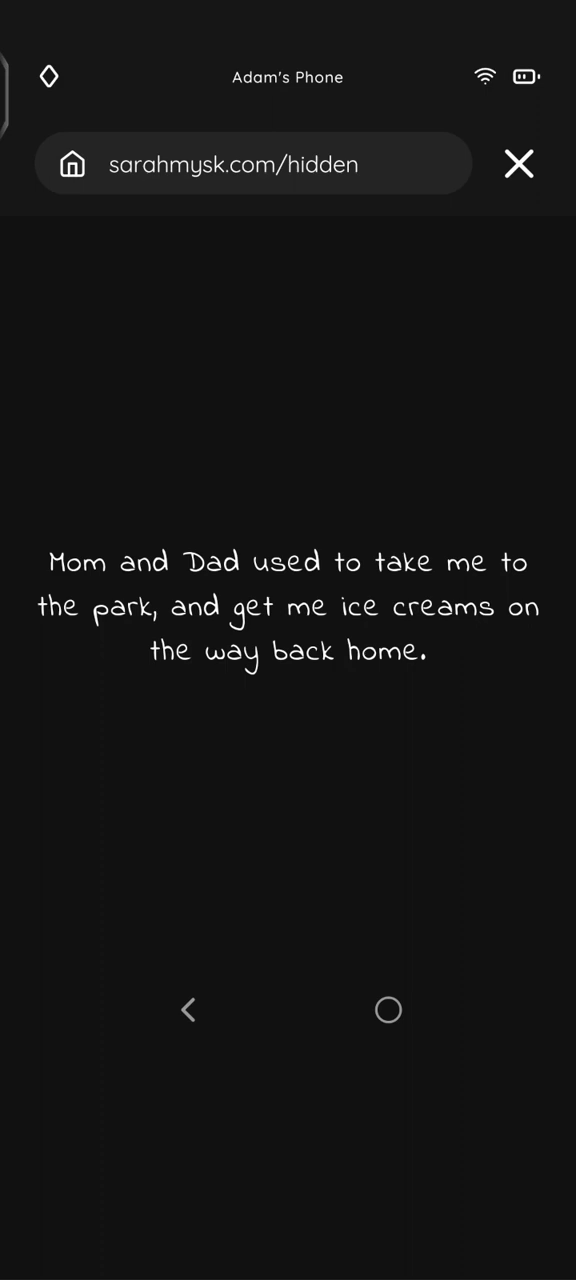 Adam's Phone
sarahmysk.com/hidden
Mom and Dad used to take me to
the park, and get me ice creams on
the way back home.